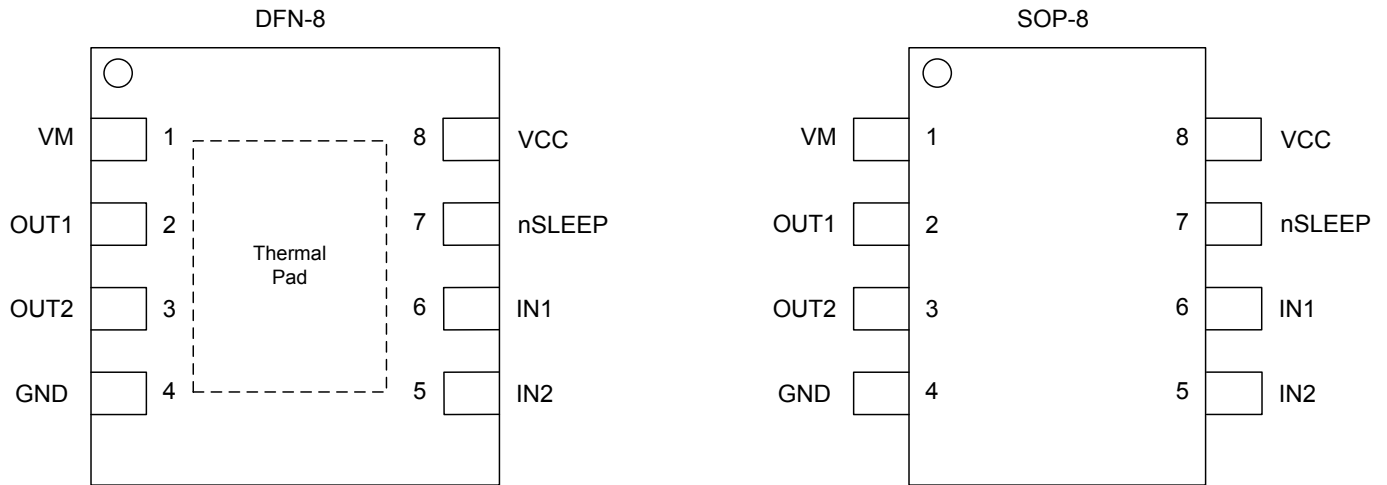 DFN-8
VM 1 8 VCC
OUT1 2 7 nSLEEP
Thermal
Pad
OUT2 3 6 IN1
GND 4 5 IN2
SOP-8
VM 1 8 VCC
OUT1 2 7 nSLEEP
OUT2 3 6 IN1
GND 4 5 IN2